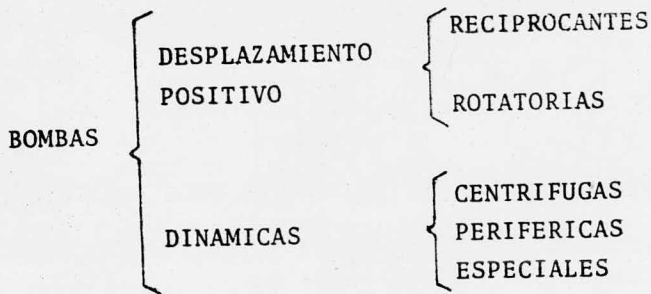 BOMBAS
DESPLAZAMIENTO
POSITIVO
RECIPROCANTES
ROTATORIAS
DINAMICAS
CENTRIFUGAS
PERIFERICAS
ESPECIALES